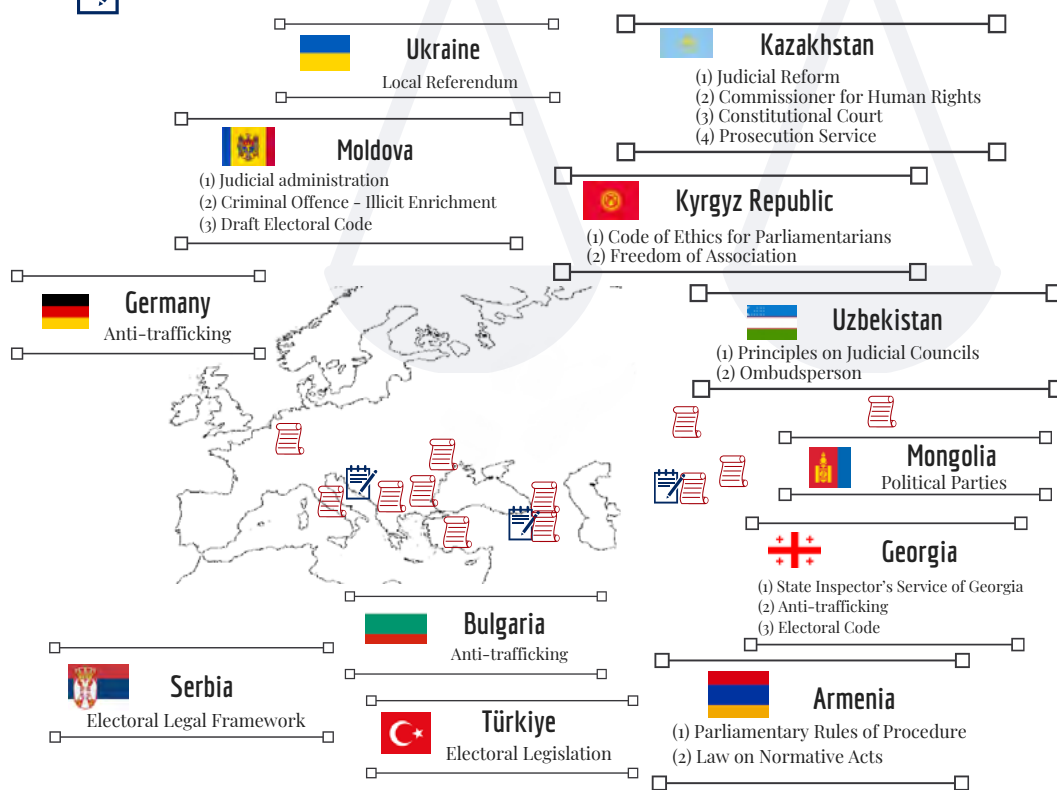 Ukraine
Local Referendum
Kazakhstan
(1) Judicial Reform
(2) Commissioner for Human Rights
(3) Constitutional Court
(4) Prosecution Service
Moldova
(1) Judicial administration
(2) Criminal Offence - Illicit Enrichment
(3) Draft Electoral Code
Kyrgyz Republic
(1) Code of Ethics for Parliamentarians
(2) Freedom of Association
Germany
Anti-trafficking
Uzbekistan
(1) Principles on Judicial Councils
(2) Ombudsperson
Mongolia
Political Parties
Georgia
(1) State Inspector's Service of Georgia
(2) Anti-trafficking
(3) Electoral Code
Bulgaria
Anti-trafficking
Serbia
Electoral Legal Framework
Türkiye
Electoral Legislation
Armenia
(1) Parliamentary Rules of Procedure
(2) Law on Normative Acts